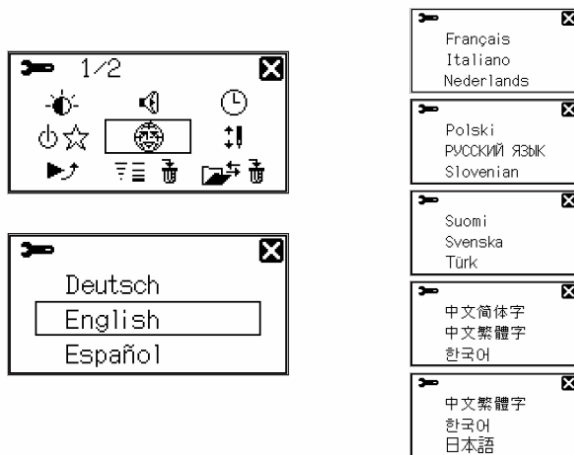 1/2
Deutsch
English
Español
Français
Italiano
Nederlands
Polski
РУССКИЙ ЯЗЫК
Slovenian
Suomi
Svenska
Türk
中文简体字
中文繁體字
한국어
中文繁體字
한국어
日本語